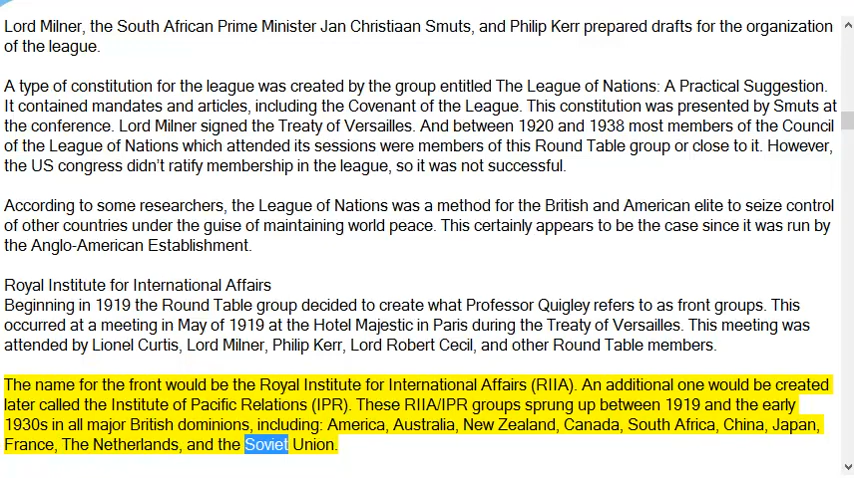 Lord Milner, the South African Prime Minister Jan Christiaan Smuts, and Philip Kerr prepared drafts for the organization
of the league.
A type of constitution for the league was created by the group entitled The League of Nations: A Practical Suggestion.
It contained mandates and articles, including the Covenant of the League. This constitution was presented by Smuts at
the conference. Lord Milner signed the Treaty of Versailles. And between 1920 and 1938 most members of the Council
of the League of Nations which attended its sessions were members of this Round Table group or close to it. However,
the US congress didn't ratify membership in the league, so it was not successful.
According to some researchers, the League of Nations was a method for the British and American elite to seize control
of other countries under the guise of maintaining world peace. This certainly appears to be the case since it was run by
the Anglo-American Establishment.
Royal Institute for International Affairs
Beginning in 1919 the Round Table group decided to create what Professor Quigley refers to as front groups. This
occurred at a meeting in May of 1919 at the Hotel Majestic in Paris during the Treaty of Versailles. This meeting was
attended by Lionel Curtis, Lord Milner, Philip Kerr, Lord Robert Cecil, and other Round Table members.
The name for the front would be the Royal Institute for International Affairs (RIIA). An additional one would be created
later called the Institute of Pacific Relations (IPR). These RIIA/IPR groups sprung up between 1919 and the early
1930s in all major British dominions, including: America, Australia, New Zealand, Canada, South Africa, China, Japan,
France, The Netherlands, and the Soviet Union.